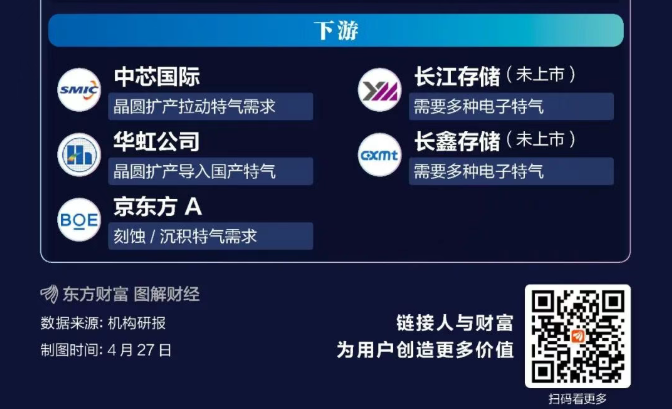 下游
SMIC
中芯国际
晶圆扩产拉动特气需求
长江存储（未上市）
需要多种电子特气
华虹公司
晶圆扩产导入国产特气
CXMT
长鑫存储（未上市）
需要多种电子特气
BOE
京东方 A
刻蚀 / 沉积特气需求
东方财富 图解财经
数据来源: 机构研报
制图时间: 4 月 27 日
链接人与财富
为用户创造更多价值
扫码看更多